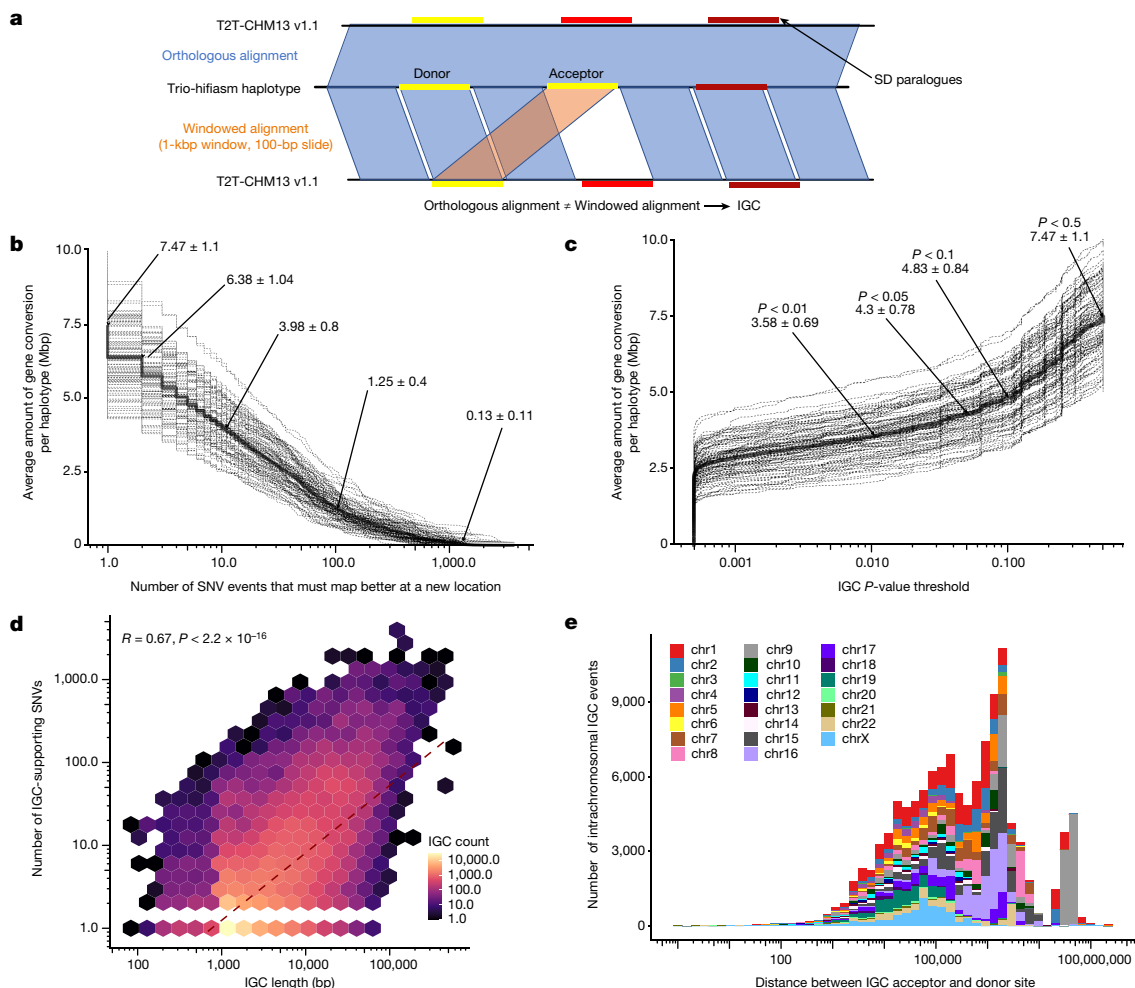 a
T2T-CHM13 v1.1
Orthologous alignment
Donor
Acceptor
SD paralogues
Trio-hifiasm haplotype
Windowed alignment
(1-kbp window, 100-bp slide)
T2T-CHM13 v1.1
Orthologous alignment ≠ Windowed alignment
IGC
b
Average amount of gene conversion
per haplotype (Mbp)
10.0
7.5
5.0
2.5
0
7.47 ± 1.1
6.38 ± 1.04
3.98 ± 0.8
1.25 ± 0.4
0.13 ± 0.11
1.0
10.0
100.0
1,000.0
Number of SNV events that must map better at a new location
c
Average amount of gene conversion
per haplotype (Mbp)
10.0
7.5
5.0
2.5
0
P < 0.01
3.58 ± 0.69
P < 0.05
4.3 ± 0.78
P < 0.1
4.83 ± 0.84
P < 0.5
7.47 ± 1.1
0.001
0.010
0.100
IGC P-value threshold
d
R = 0.67, P < 2.2 × 10⁻¹⁶
Number of IGC-supporting SNVs
1,000.0
100.0
10.0
1.0
IGC count
10,000.0
1,000.0
100.0
10.0
1.0
100
1,000
10,000
100,000
IGC length (bp)
e
Number of intrachromosomal IGC events
9,000
6,000
3,000
0
chr1
chr2
chr3
chr4
chr5
chr6
chr7
chr8
chr9
chr10
chr11
chr12
chr13
chr14
chr15
chr16
chr17
chr18
chr19
chr20
chr21
chr22
chrX
100
100,000
100,000,000
Distance between IGC acceptor and donor site